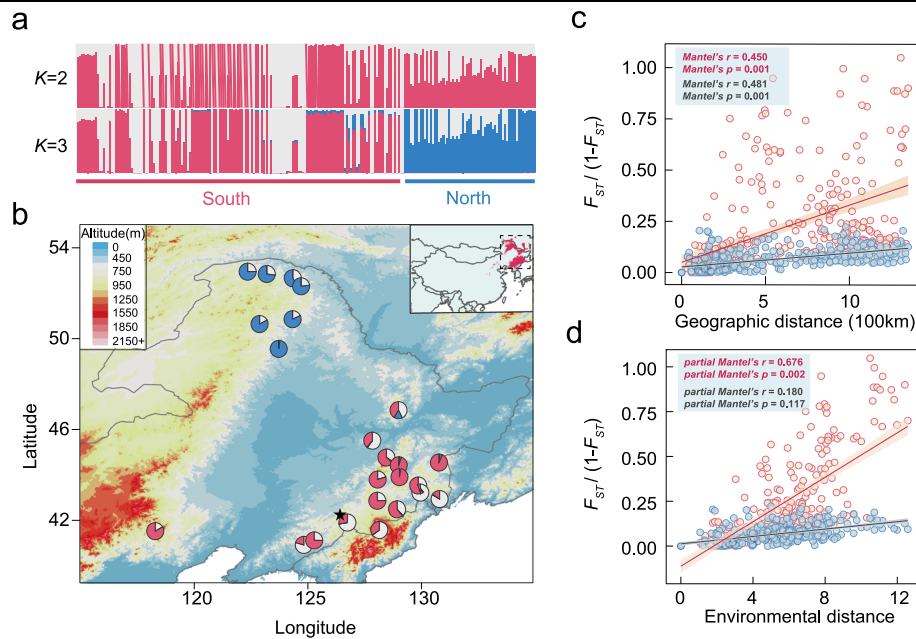 a
K=2
K=3
South
North
b
Altitude(m)
0
450
750
950
1250
1550
1850
2150+
54
50
46
42
Latitude
120
125
130
Longitude
c
Mantel's r = 0.450
Mantel's p = 0.001
Mantel's r = 0.481
Mantel's p = 0.001
1.00
0.75
0.50
0.25
0.00
FST / (1-FST)
0
5
10
Geographic distance (100km)
d
partial Mantel's r = 0.676
partial Mantel's p = 0.002
partial Mantel's r = 0.180
partial Mantel's p = 0.117
1.00
0.75
0.50
0.25
0.00
FST / (1-FST)
0
4
8
12
Environmental distance